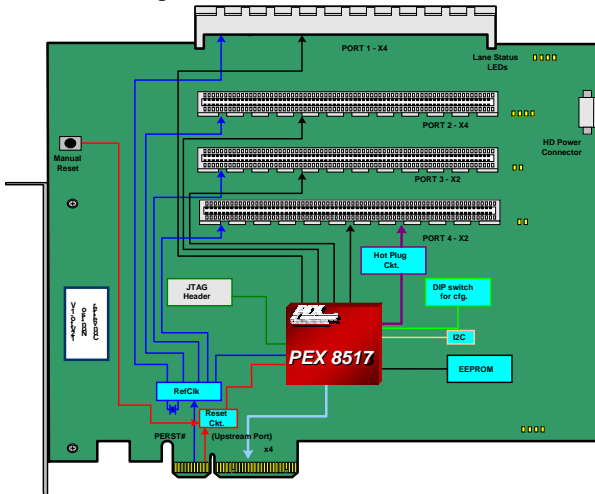 PORT 1 - X4
Lane Status
LEDs
PORT 2 - X4
HD Power
Connector
Manual
Reset
PORT 3 - X2
PORT 4 - X2
Hot Plug
Ckt.
JTAG
Header
DIP switch
for cfg.
PLX
PEX 8517
I2C
EEPROM
RefClk
Reset
Ckt.
PERST#
(Upstream Port)
x4